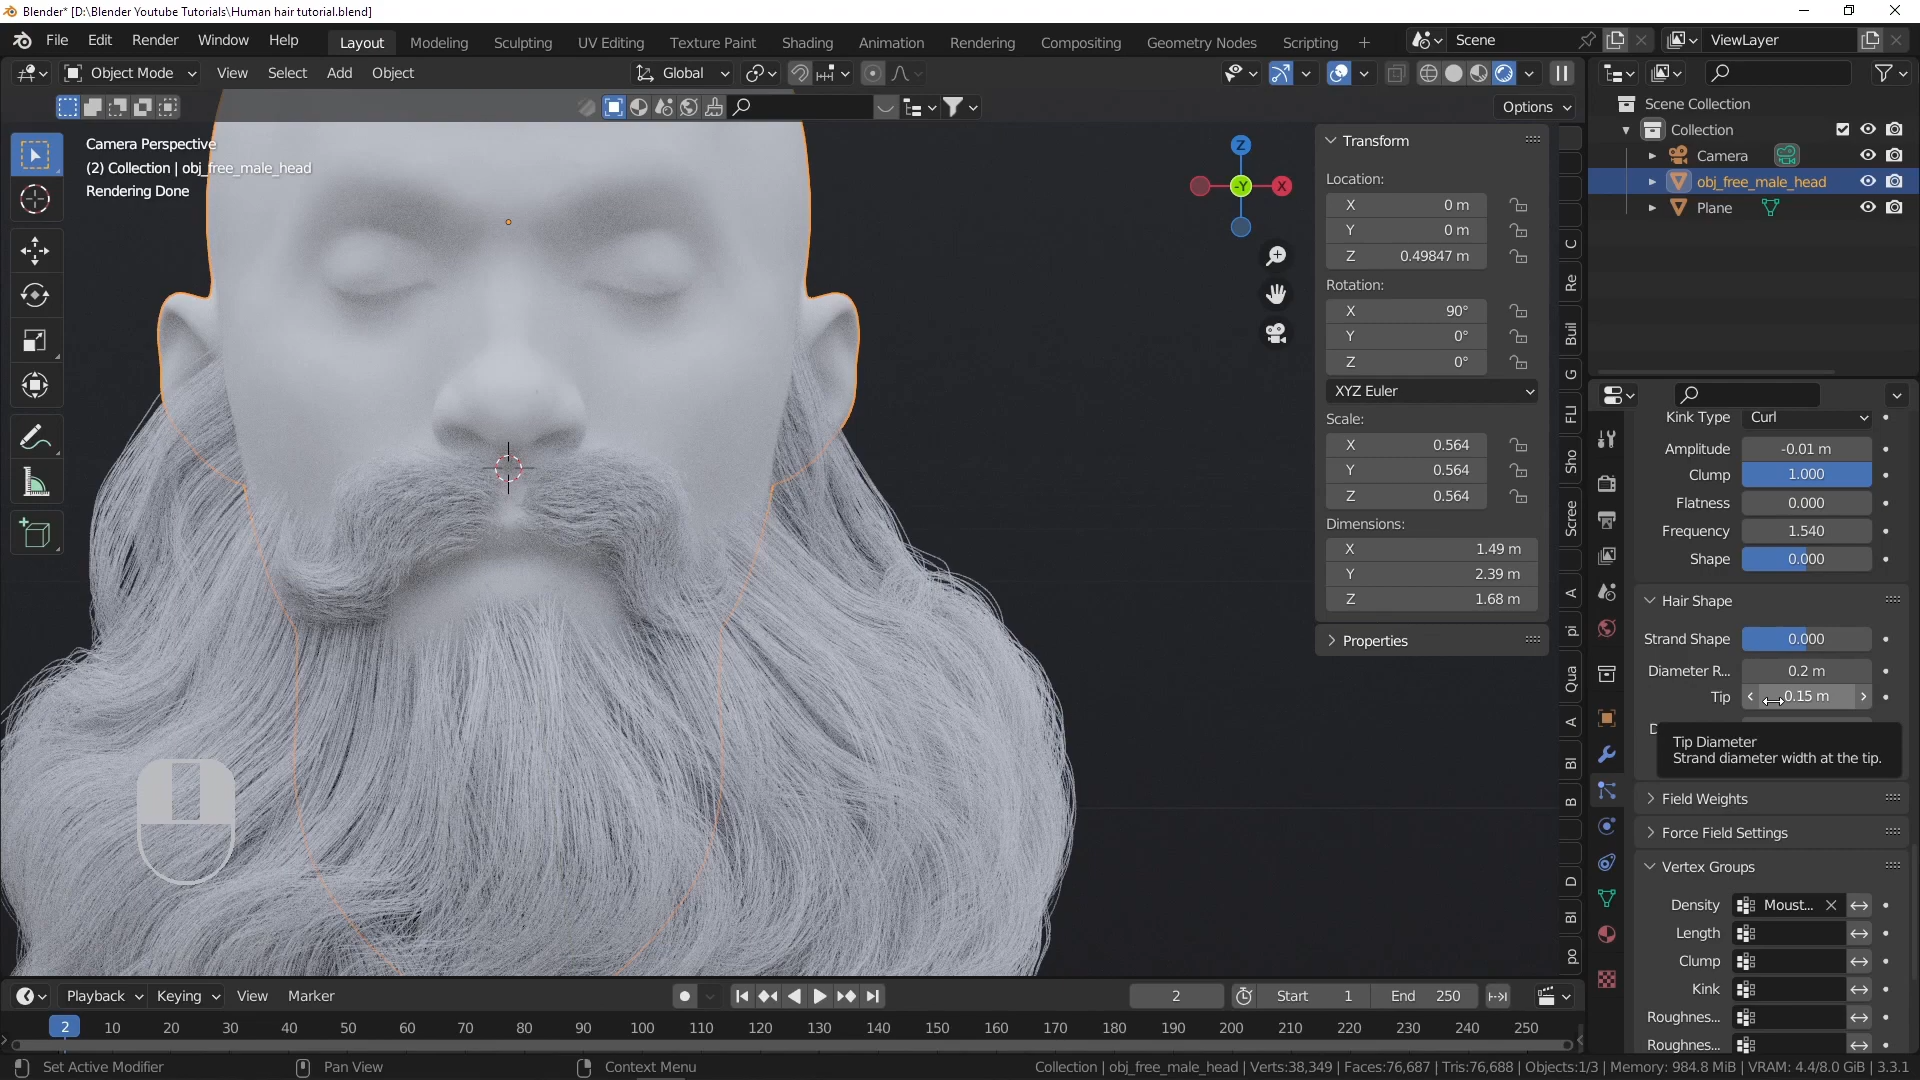 Blender* [D:\Blender Youtube Tutorials\Human hair tutorial.blend]
File Edit Render Window Help Layout Modeling Sculpting UV Editing Texture Paint Shading Animation Rendering Compositing Geometry Nodes Scripting + Scene ViewLayer
Object Mode View Select Add Object Global
Options
Camera Perspective
(2) Collection | obj_free_male_head
Rendering Done
Z
-Y
X
Transform
Location:
X 0 m
Y 0 m
Z 0.49847 m
Rotation:
X 90°
Y 0°
Z 0°
XYZ Euler
Scale:
X 0.564
Y 0.564
Z 0.564
Dimensions:
X 1.49 m
Y 2.39 m
Z 1.68 m
Properties
C
Re
Buil
G
FLI
Sho
Scree
A
pi
Qua
A
Bl
B
D
Bl
po
Scene Collection
Collection
Camera
obj_free_male_head
Plane
Kink Type Curl
Amplitude -0.01 m
Clump 1.000
Flatness 0.000
Frequency 1.540
Shape 0.000
Hair Shape
Strand Shape 0.000
Diameter R... 0.2 m
Tip 0.15 m
D
Tip Diameter
Strand diameter width at the tip.
Field Weights
Force Field Settings
Vertex Groups
Density Moust...
Length
Clump
Kink
Roughnes...
Roughnes...
Playback Keying View Marker 2 Start 1 End 250
2 10 20 30 40 50 60 70 80 90 100 110 120 130 140 150 160 170 180 190 200 210 220 230 240 250
Set Active Modifier Pan View Context Menu Collection | obj_free_male_head | Verts:38,349 | Faces:76,687 | Tris:76,688 | Objects:1/3 | Memory: 984.8 MiB | VRAM: 4.4/8.0 GiB | 3.3.1